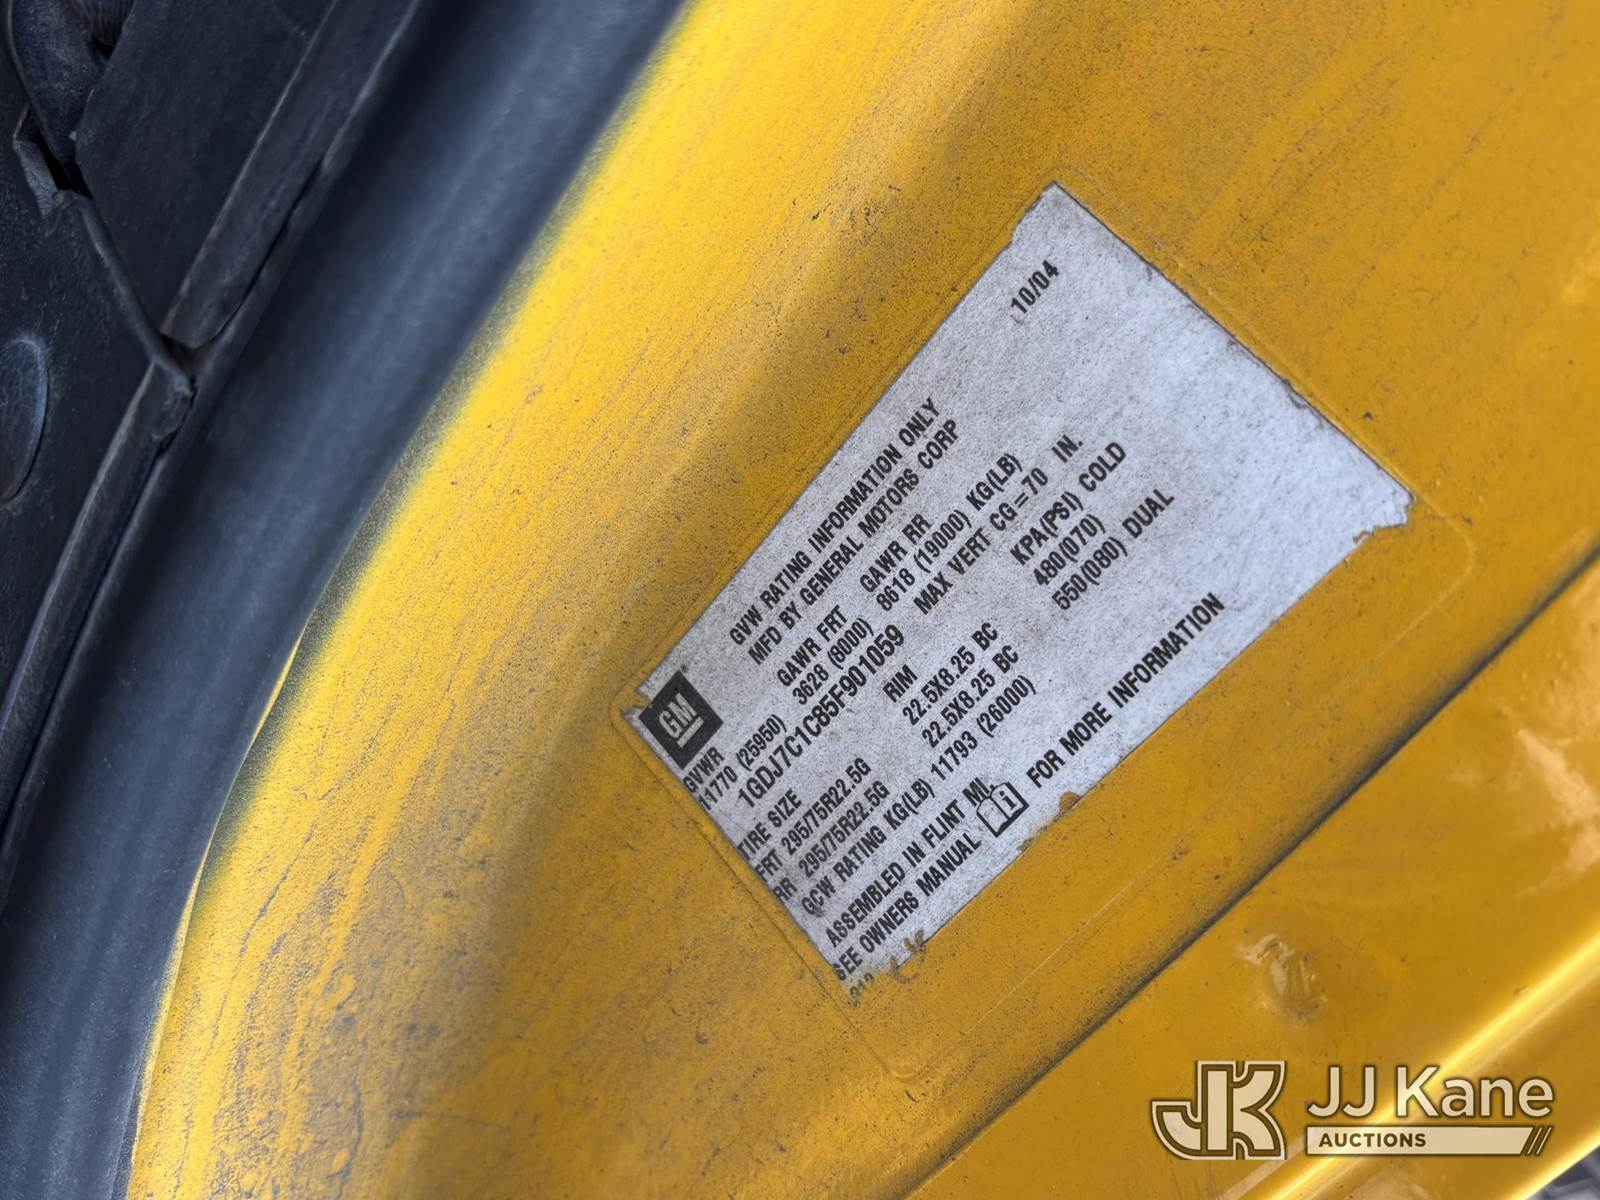 10/04
GM
GVW RATING INFORMATION ONLY
MFD BY GENERAL MOTORS CORP
GVWR GAWR FRT GAWR RR
11770 (25950) 3628 (8000) 8618 (19000) KG(LB)
1GDJ7C1C85F901059 MAX VERT CG=70 IN.
TIRE SIZE RIM KPA(PSI) COLD
FRT 295/75R22.5G 22.5X8.25 BC 480(070)
RR 295/75R22.5G 22.5X8.25 BC 550(080) DUAL
GCW RATING KG(LB) 11793 (26000)
ASSEMBLED IN FLINT MI.
SEE OWNERS MANUAL FOR MORE INFORMATION
JK JJ Kane
AUCTIONS